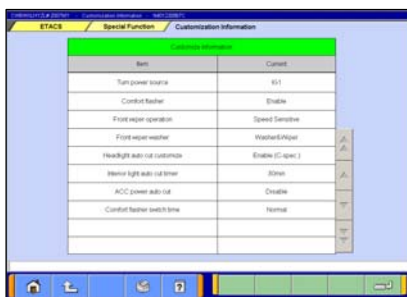 ETACS
Special Function
Customization Information
Customize Information
Item Current
Turn power source IG1
Comfort flasher Enable
Front wiper operation Speed Sensitive
Front wiper washer Washer&Wiper
Headlight auto cut customize Enable (C-spec.)
Interior light auto cut timer 30min
ACC power auto cut Disable
Comfort flasher switch time Normal